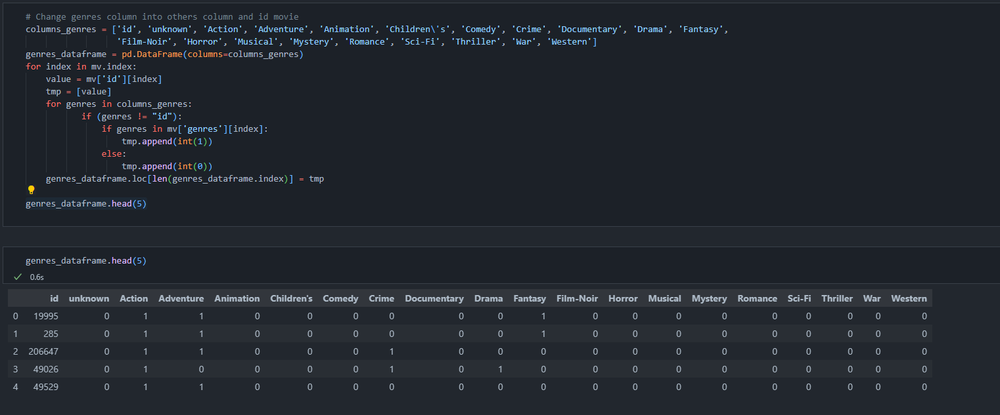 # Change genres column into others column and id movie
columns_genres = ['id', 'unknown', 'Action', 'Adventure', 'Animation', 'Children\'s', 'Comedy', 'Crime', 'Documentary', 'Drama', 'Fantasy',
'Film-Noir', 'Horror', 'Musical', 'Mystery', 'Romance', 'Sci-Fi', 'Thriller', 'War', 'Western']
genres_dataframe = pd.DataFrame(columns=columns_genres)
for index in mv.index:
    value = mv['id'][index]
    tmp = [value]
    for genres in columns_genres:
           if (genres != "id"):
               if genres in mv['genres'][index]:
                   tmp.append(int(1))
               else:
                   tmp.append(int(0))
    genres_dataframe.loc[len(genres_dataframe.index)] = tmp
genres_dataframe.head(5)
genres_dataframe.head(5)
0.6s
id unknown Action Adventure Animation Children's Comedy Crime Documentary Drama Fantasy Film-Noir Horror Musical Mystery Romance Sci-Fi Thriller War Western
0 19995 0 1 1 0 0 0 0 0 0 1 0 0 0 0 0 0 0 0 0
1 285 0 1 1 0 0 0 0 0 0 1 0 0 0 0 0 0 0 0 0
2 206647 0 1 1 0 0 0 1 0 0 0 0 0 0 0 0 0 0 0 0
3 49026 0 1 0 0 0 0 1 0 1 0 0 0 0 0 0 0 0 0 0
4 49529 0 1 1 0 0 0 0 0 0 0 0 0 0 0 0 0 0 0 0